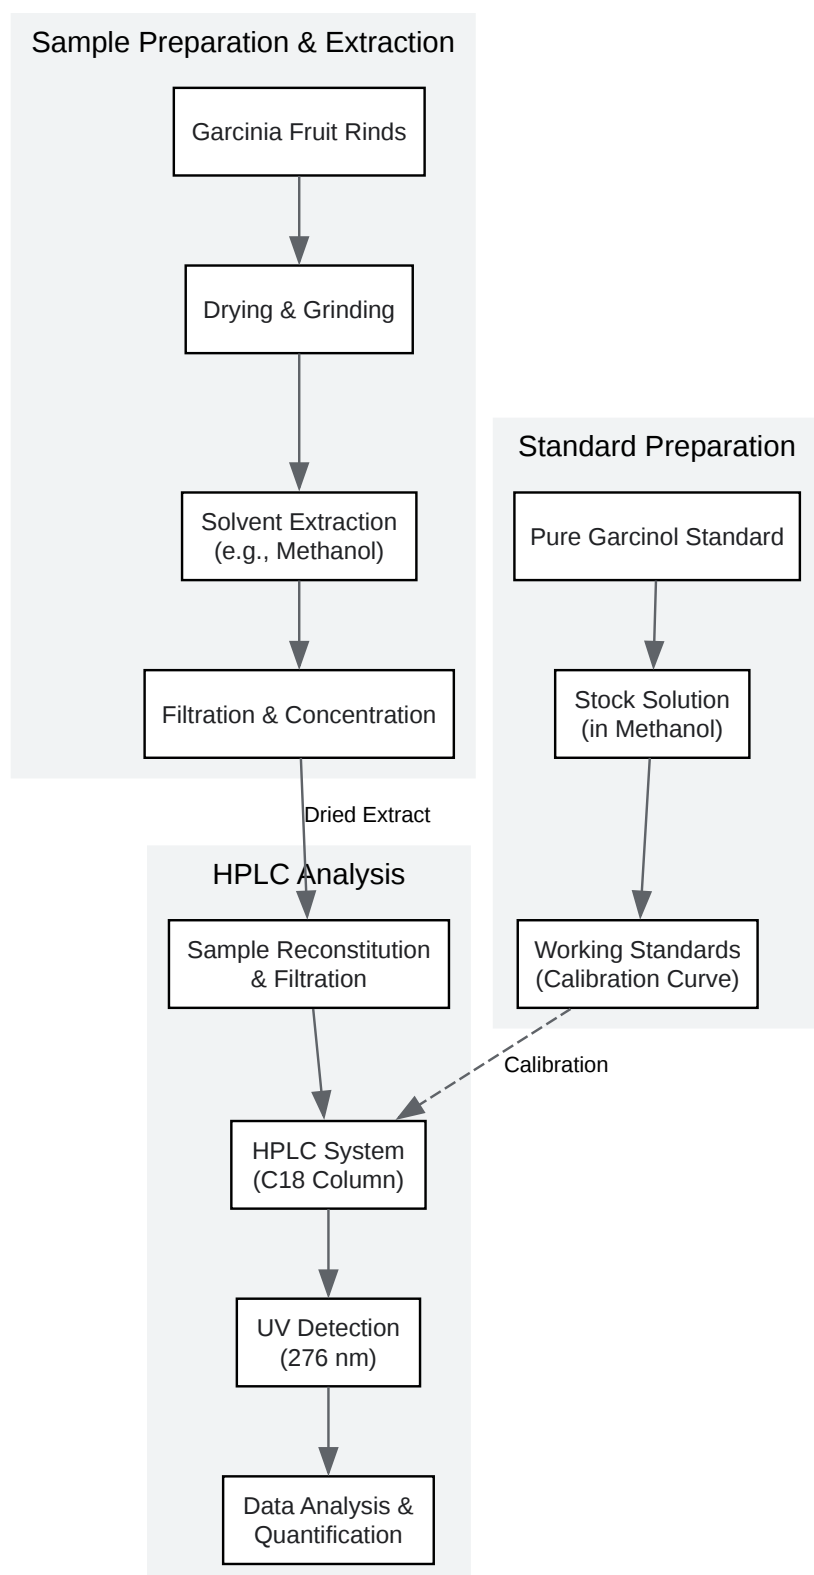 Sample Preparation & Extraction
Garcinia Fruit Rinds
Drying & Grinding
Solvent Extraction
(e.g., Methanol)
Filtration & Concentration
Standard Preparation
Pure Garcinol Standard
Stock Solution
(in Methanol)
Working Standards
(Calibration Curve)
Dried Extract
HPLC Analysis
Sample Reconstitution
& Filtration
Calibration
HPLC System
(C18 Column)
UV Detection
(276 nm)
Data Analysis &
Quantification